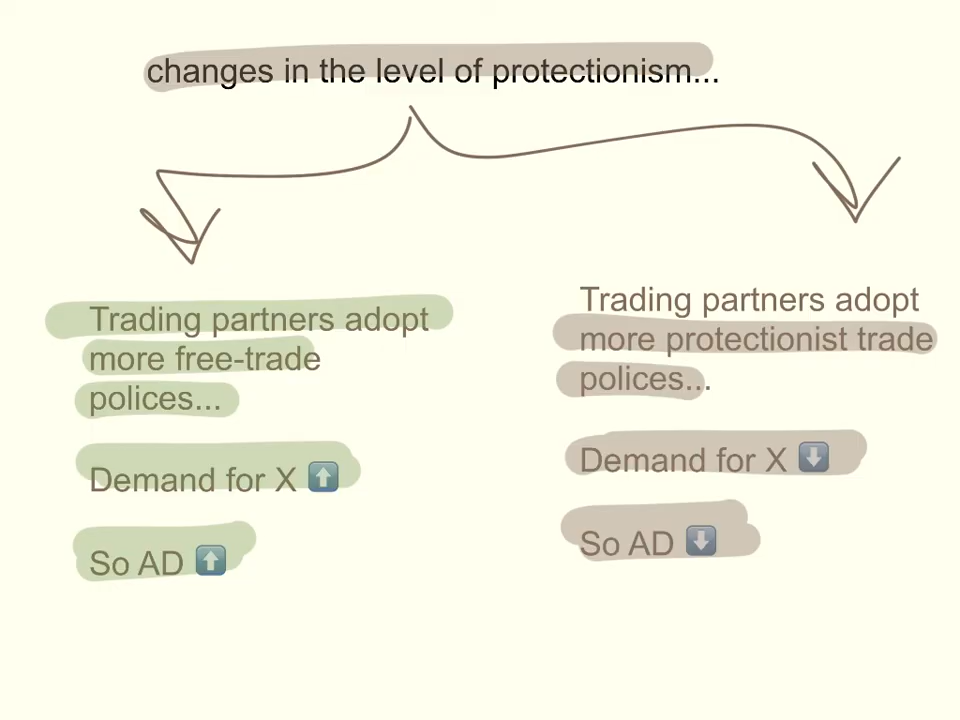 changes in the level of protectionism...
Trading partners adopt
more free-trade
polices...
Demand for X ⬆️
So AD ⬆️
Trading partners adopt
more protectionist trade
polices...
Demand for X ⬇️
So AD ⬇️